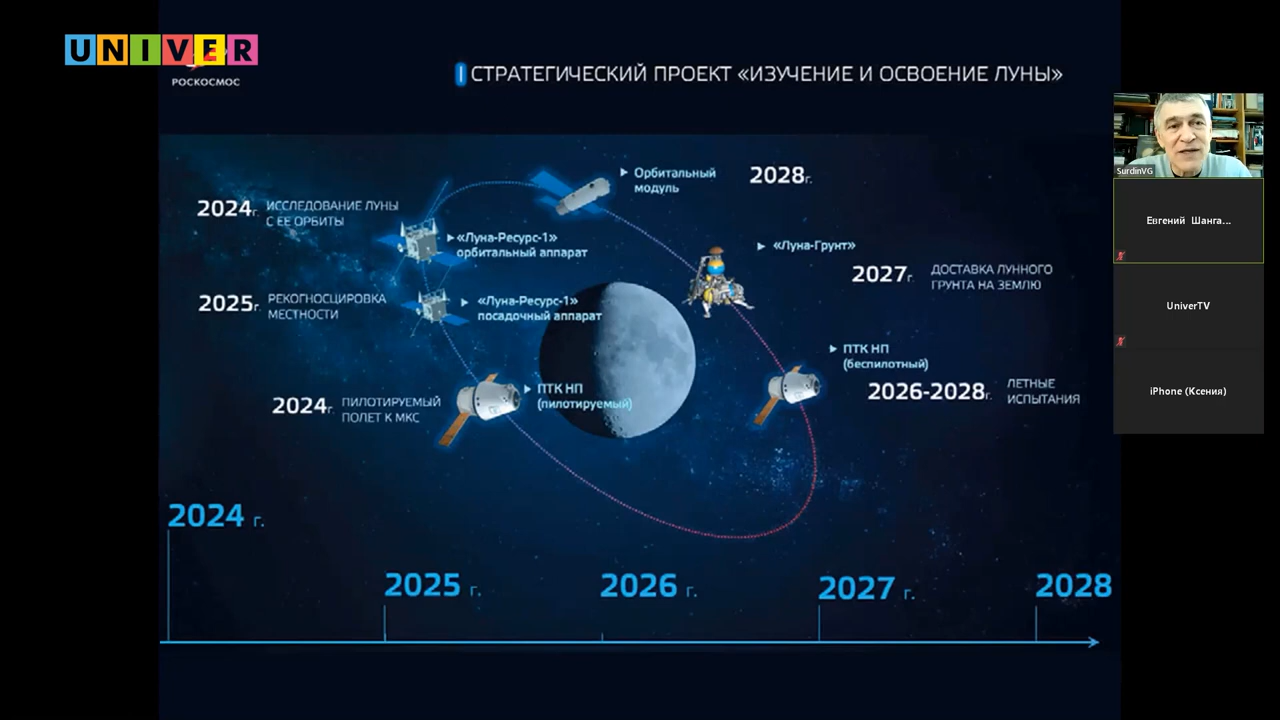 UNIVER
РОСКОСМОС
СТРАТЕГИЧЕСКИЙ ПРОЕКТ «ИЗУЧЕНИЕ И ОСВОЕНИЕ ЛУНЫ»
Орбитальный
модуль
2028г.
2024г.
ИССЛЕДОВАНИЕ ЛУНЫ
С ЕЕ ОРБИТЫ
«Луна-Ресурс-1»
орбитальный аппарат
«Луна-Грунт»
2027г.
ДОСТАВКА ЛУННОГО
ГРУНТА НА ЗЕМЛЮ
2025г.
РЕКОГНОСЦИРОВКА
МЕСТНОСТИ
«Луна-Ресурс-1»
посадочный аппарат
ПТК НП
(беспилотный)
2026-2028г.
ЛЕТНЫЕ
ИСПЫТАНИЯ
2024г.
ПИЛОТИРУЕМЫЙ
ПОЛЕТ К МКС
ПТК НП
(пилотируемый)
2024 г.
2025 г.
2026 г.
2027 г.
2028
SurdinVG
Евгений Шанга...
UniverTV
iPhone (Ксения)